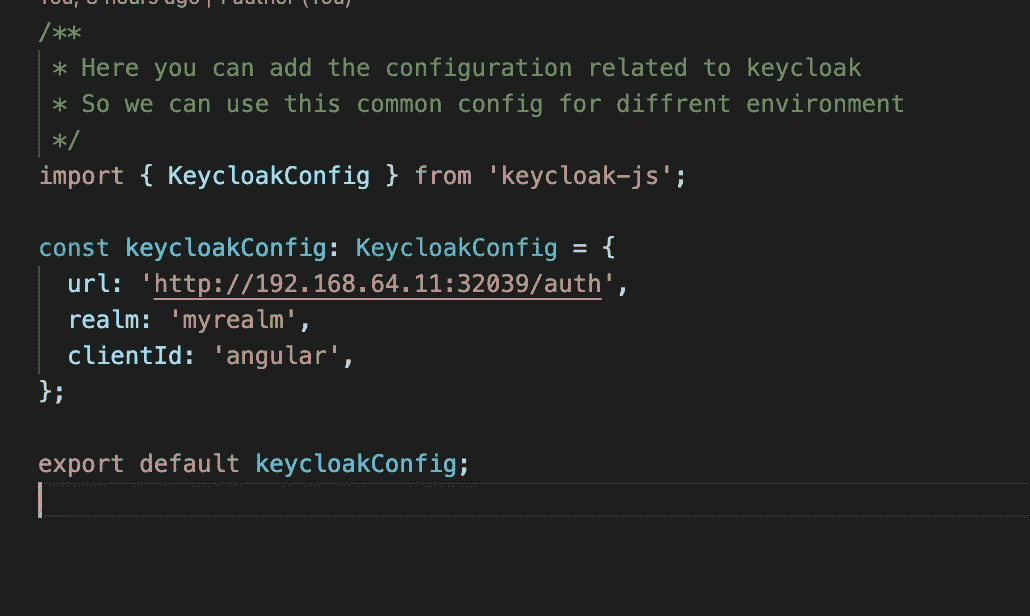 /**
 * Here you can add the configuration related to keycloak
 * So we can use this common config for diffrent environment
 */
import { KeycloakConfig } from 'keycloak-js';
const keycloakConfig: KeycloakConfig = {
  url: 'http://192.168.64.11:32039/auth',
  realm: 'myrealm',
  clientId: 'angular',
};
export default keycloakConfig;